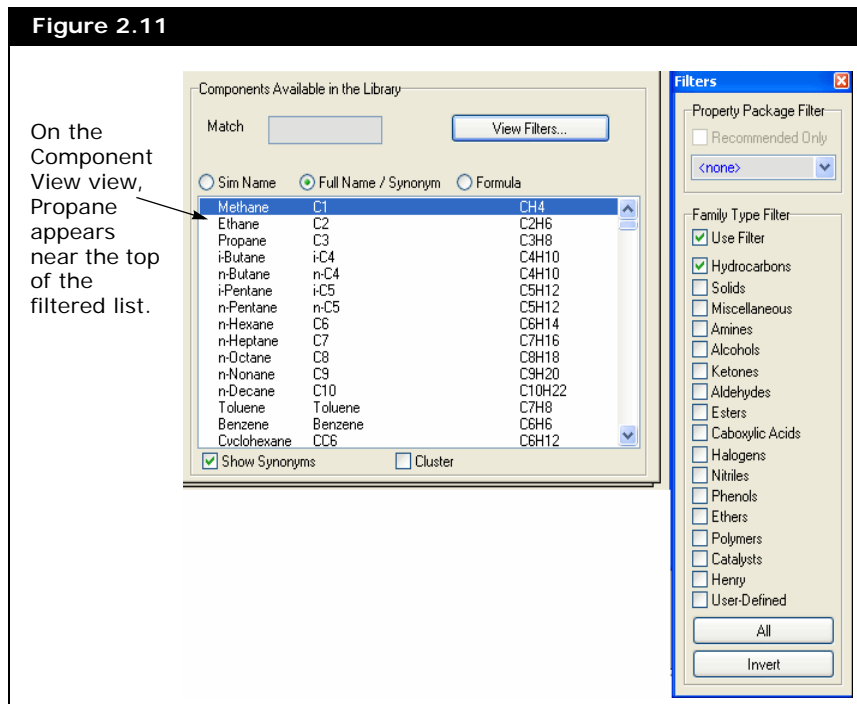 Figure 2.11
On the
Component
View view,
Propane
appears
near the top
of the
filtered list.
Components Available in the Library
Match
View Filters...
Sim Name Full Name / Synonym Formula
Methane C1 CH4
Ethane C2 C2H6
Propane C3 C3H8
i-Butane i-C4 C4H10
n-Butane n-C4 C4H10
i-Pentane i-C5 C5H12
n-Pentane n-C5 C5H12
n-Hexane C6 C6H14
n-Heptane C7 C7H16
n-Octane C8 C8H18
n-Nonane C9 C9H20
n-Decane C10 C10H22
Toluene Toluene C7H8
Benzene Benzene C6H6
Cyclohexane CC6 C6H12
Show Synonyms Cluster
Filters
Property Package Filter
Recommended Only
<none>
Family Type Filter
Use Filter
Hydrocarbons
Solids
Miscellaneous
Amines
Alcohols
Ketones
Aldehydes
Esters
Caboxylic Acids
Halogens
Nitriles
Phenols
Ethers
Polymers
Catalysts
Henry
User-Defined
All
Invert